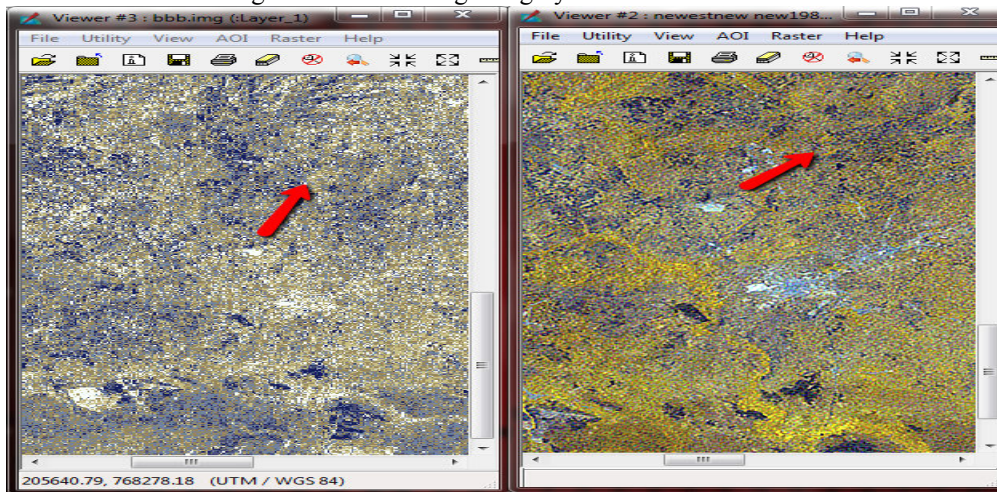 Viewer #3 : bbb.img (:Layer_1)
File Utility View AOI Raster Help
205640.79, 768278.18 (UTM / WGS 84)
Viewer #2 : newestnew new198...
File Utility View AOI Raster Help